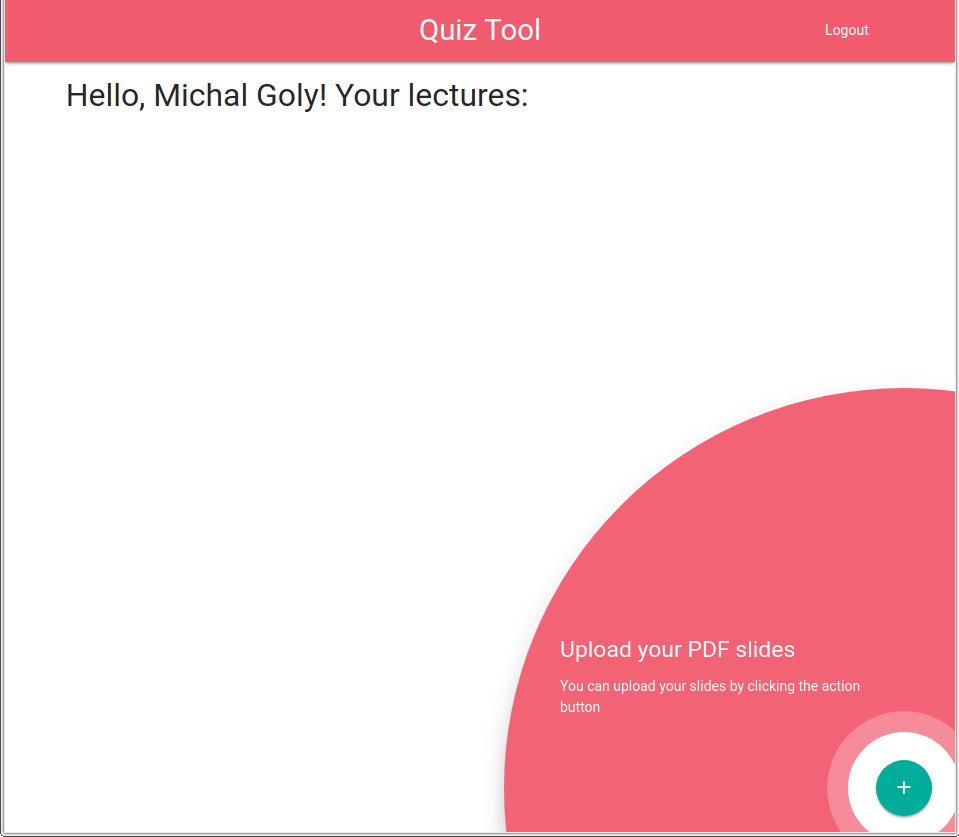 Quiz Tool
Logout
Hello, Michal Goly! Your lectures:
Upload your PDF slides
You can upload your slides by clicking the action
button
+